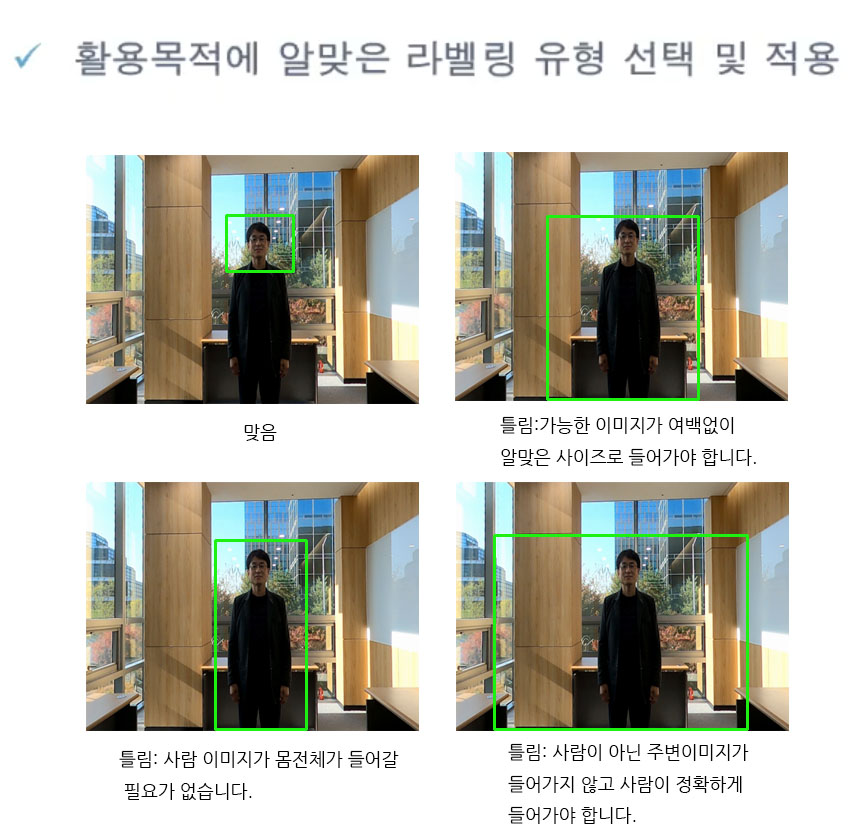 ✓ 활용목적에 알맞은 라벨링 유형 선택 및 적용
맞음
틀림:가능한 이미지가 여백없이
알맞은 사이즈로 들어가야 합니다.
틀림: 사람 이미지가 몸전체가 들어갈
필요가 없습니다.
틀림: 사람이 아닌 주변이미지가
들어가지 않고 사람이 정확하게
들어가야 합니다.